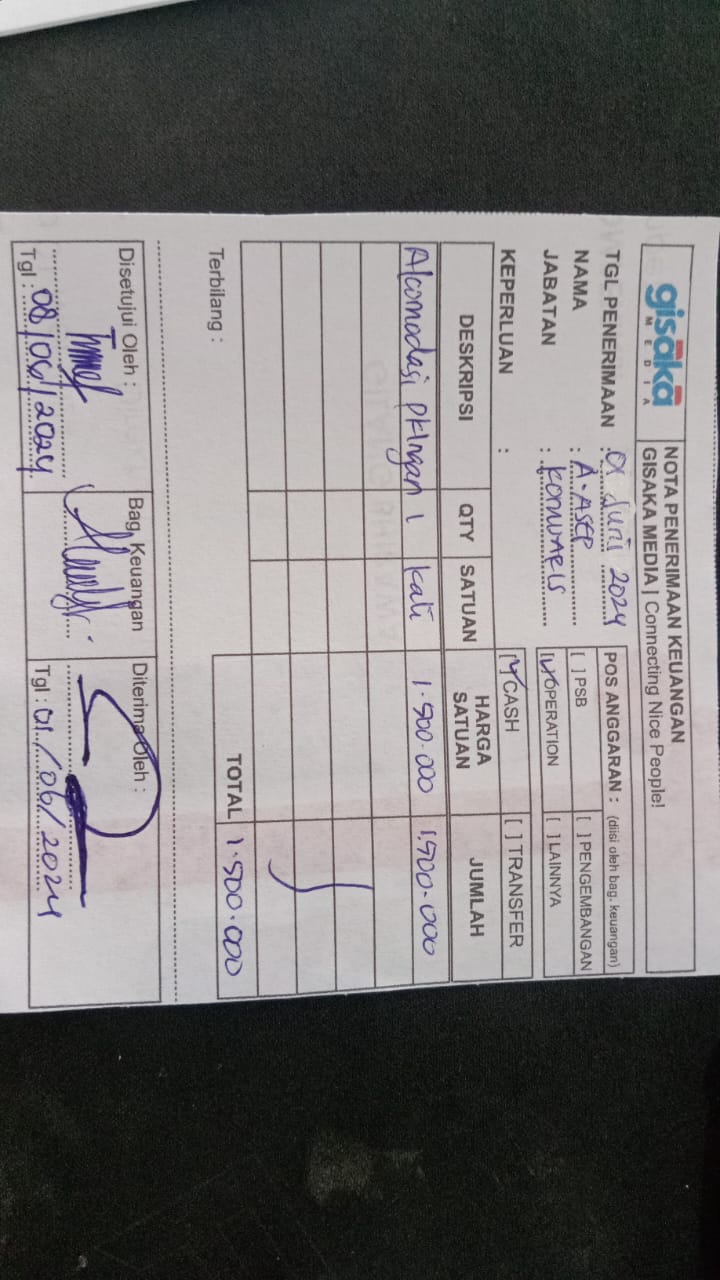 gisaka
MEDIA
NOTA PENERIMAAN KEUANGAN
GISAKA MEDIA | Connecting Nice People!
TGL PENERIMAAN : 01 Juni 2024
NAMA : A. ASEP
JABATAN : KORWARLS
KEPERLUAN :
POS ANGGARAN : (diisi oleh bag. keuangan)
[ ] PSB [ ] PENGEMBANGAN
[✓] OPERATION [ ] LAINNYA
[✓] CASH [ ] TRANSFER
DESKRIPSI QTY SATUAN HARGA SATUAN JUMLAH
Alcomodasi 1 kali 1.500.000 1.500.000
TOTAL 1.500.000
Terbilang :
Disetujui Oleh : Bag. Keuangan Diterima Oleh :
Tgl : 08/06/2024 Tgl : 01/06/2024